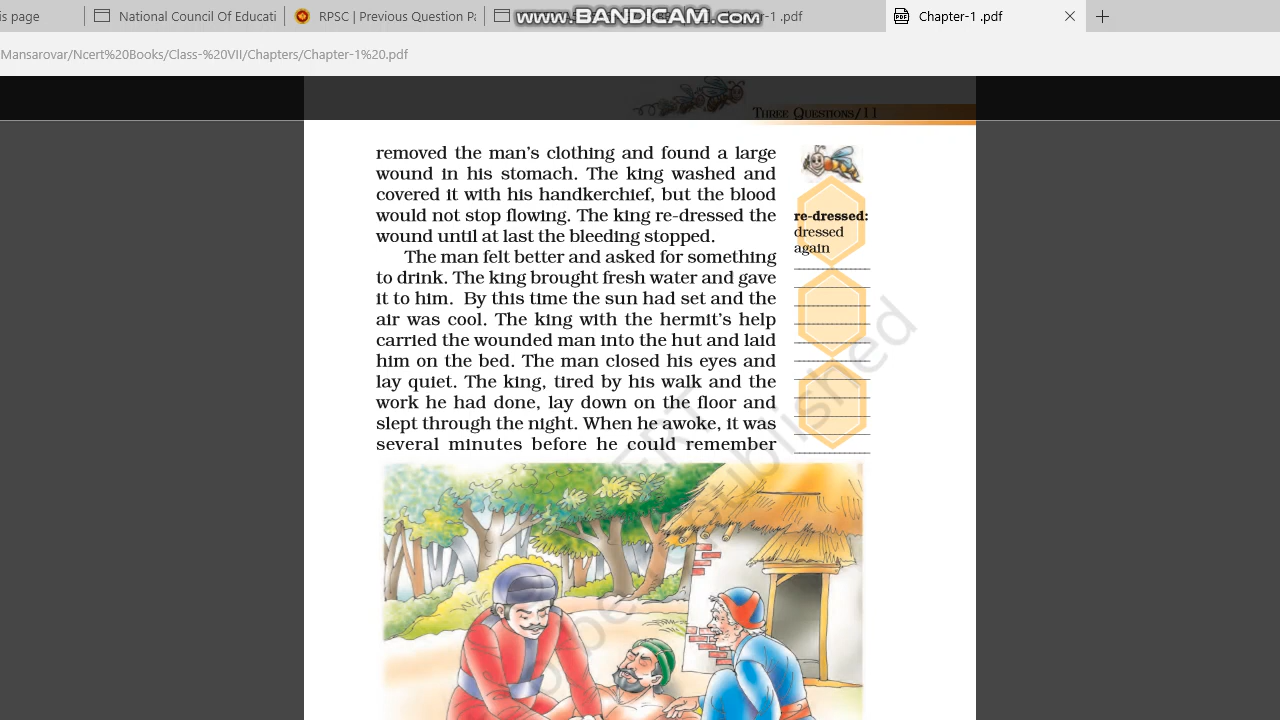 is page
National Council Of Educati
RPSC | Previous Question Pa
www.BANDICAM.com
-1 .pdf
Chapter-1 .pdf
Mansarovar/Ncert%20Books/Class-%20VII/Chapters/Chapter-1%20.pdf
THREE QUESTIONS/11
removed the man's clothing and found a large
wound in his stomach. The king washed and
covered it with his handkerchief, but the blood
would not stop flowing. The king re-dressed the
wound until at last the bleeding stopped.
The man felt better and asked for something
to drink. The king brought fresh water and gave
it to him. By this time the sun had set and the
air was cool. The king with the hermit's help
carried the wounded man into the hut and laid
him on the bed. The man closed his eyes and
lay quiet. The king, tired by his walk and the
work he had done, lay down on the floor and
slept through the night. When he awoke, it was
several minutes before he could remember
re-dressed:
dressed
again